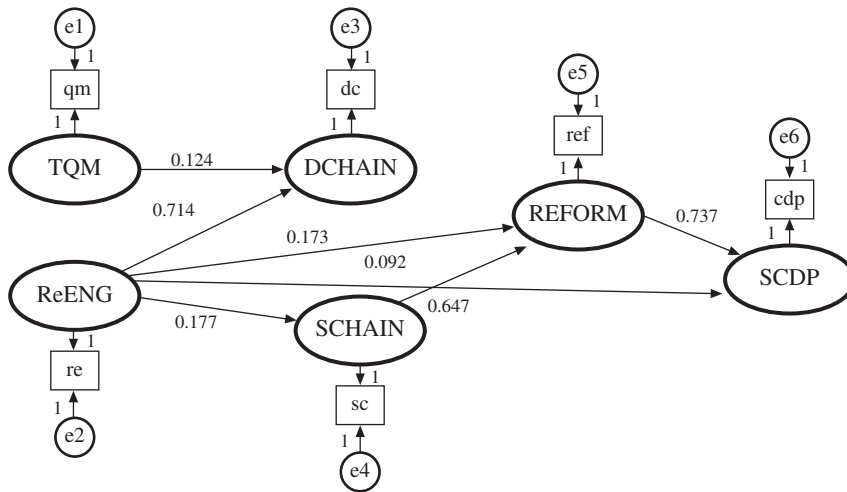 e1
1
qm
1
TQM
e3
1
dc
1
DCHAIN
0.124
0.714
e5
1
ref
1
REFORM
e6
1
cdp
1
SCDP
0.737
0.173
0.092
ReENG
0.177
SCHAIN
0.647
1
re
1
e2
1
sc
1
e4